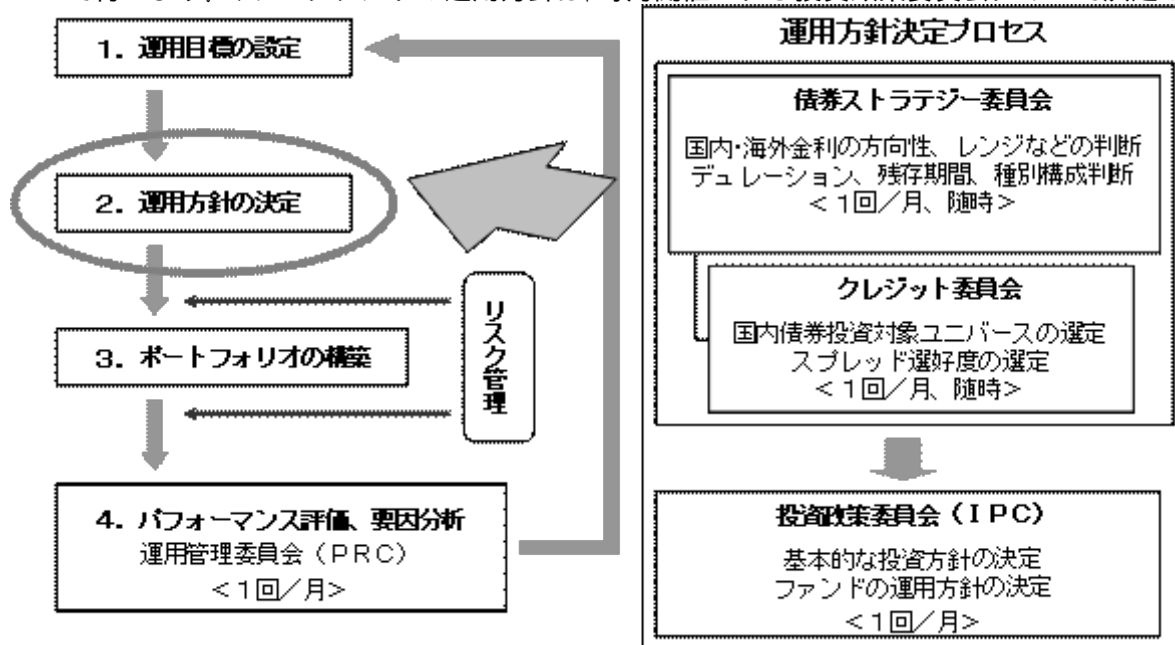 1. 運用目標の設定
2. 運用方針の決定
3. ポートフォリオの構築
リスク管理
4. パフォーマンス評価、要因分析
運用管理委員会(PRC)
<1回/月>
運用方針決定プロセス
債券ストラテジー委員会
国内・海外金利の方向性、レンジなどの判断
デュレーション、残存期間、種別構成判断
<1回/月、随時>
クレジット委員会
国内債券投資対象ユニバースの選定
スプレッド選好度の選定
<1回/月、随時>
投資政策委員会(IPC)
基本的な投資方針の決定
ファンドの運用方針の決定
<1回/月>